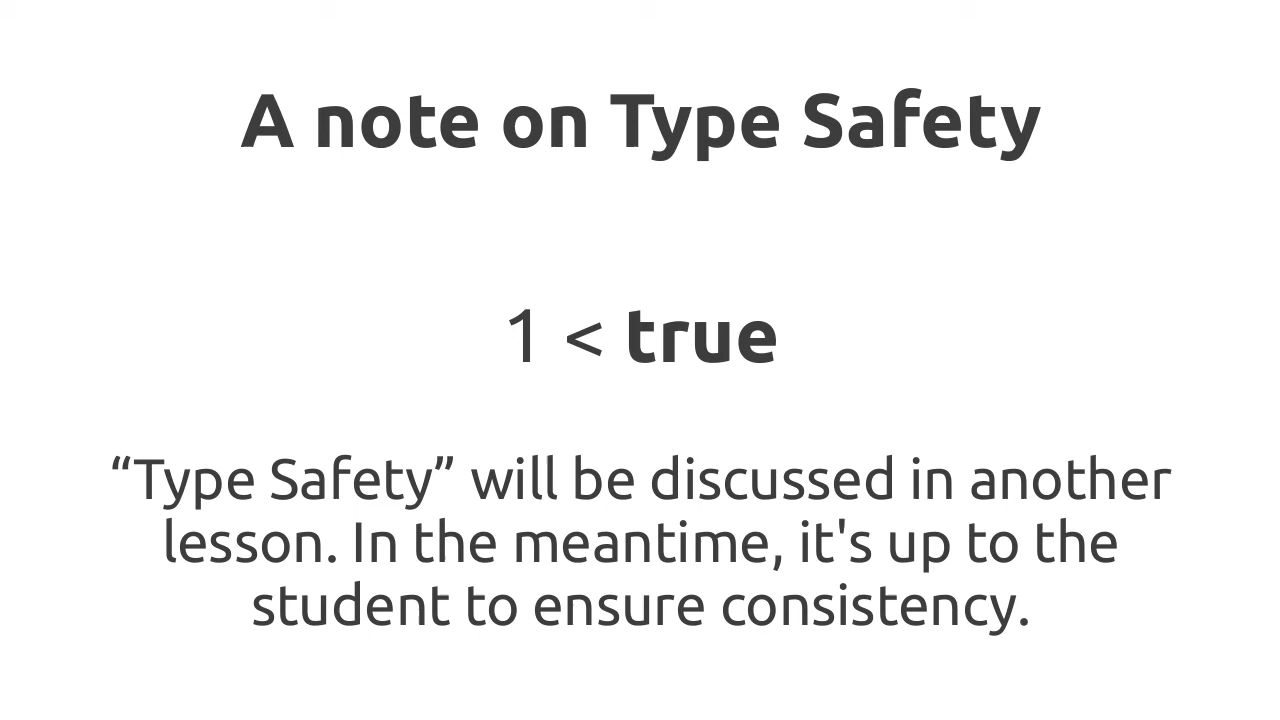 A note on Type Safety
1 < true
“Type Safety” will be discussed in another
lesson. In the meantime, it's up to the
student to ensure consistency.